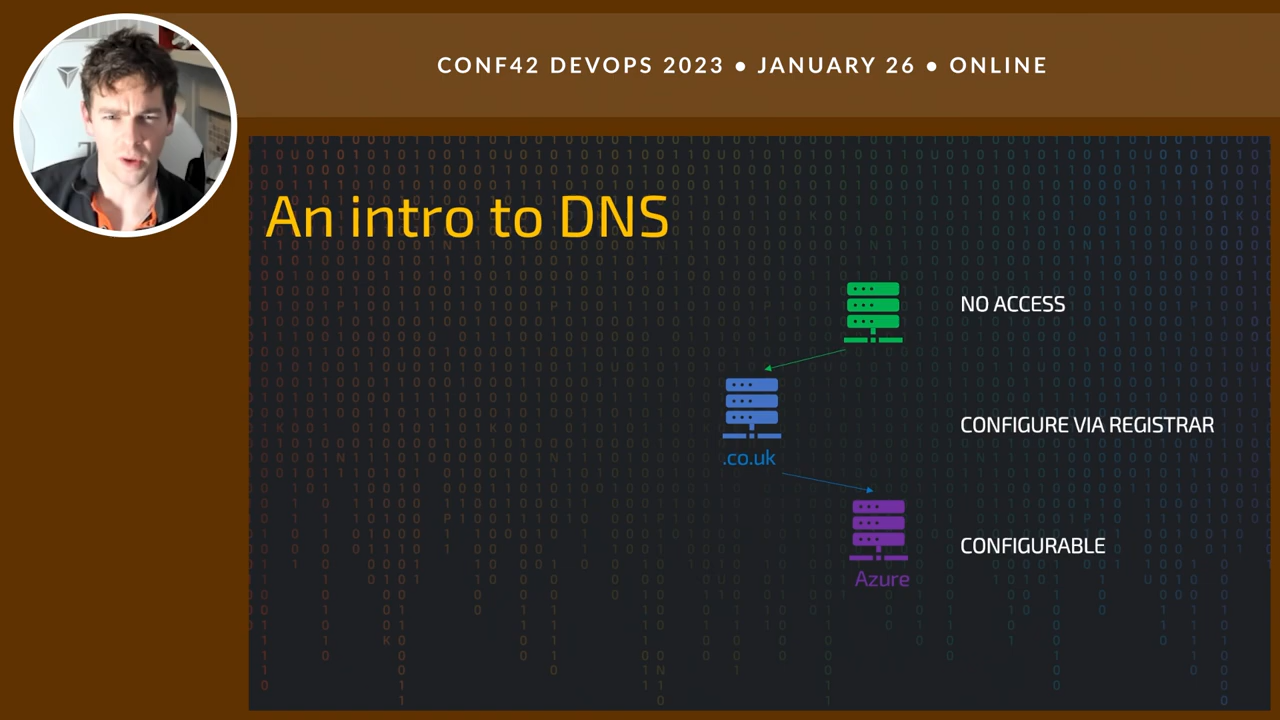 CONF42 DEVOPS 2023 ● JANUARY 26 ● ONLINE
An intro to DNS
NO ACCESS
.co.uk
CONFIGURE VIA REGISTRAR
Azure
CONFIGURABLE